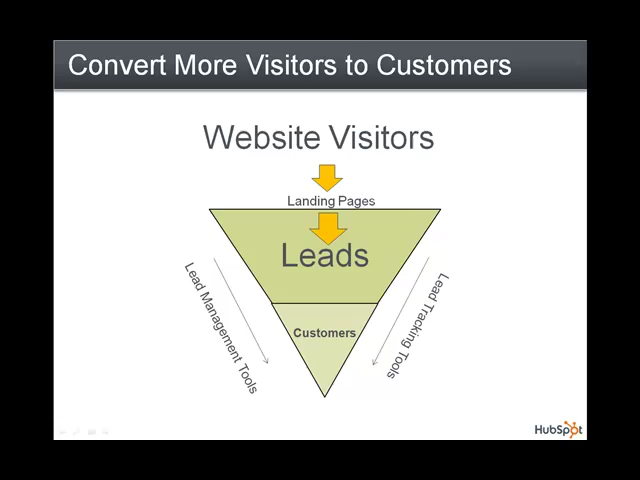 Convert More Visitors to Customers
Website Visitors
Landing Pages
Leads
Lead Management Tools
Lead Tracking Tools
Customers
HubSpot